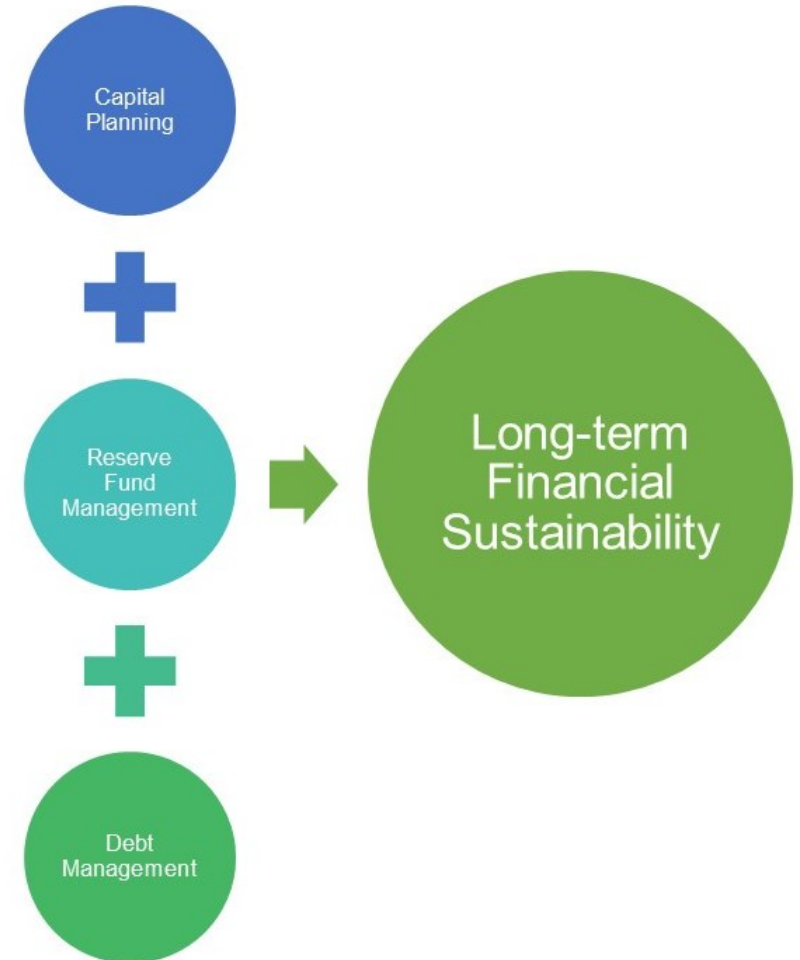 Capital
Planning
Reserve
Fund
Management
Long-term
Financial
Sustainability
Debt
Management